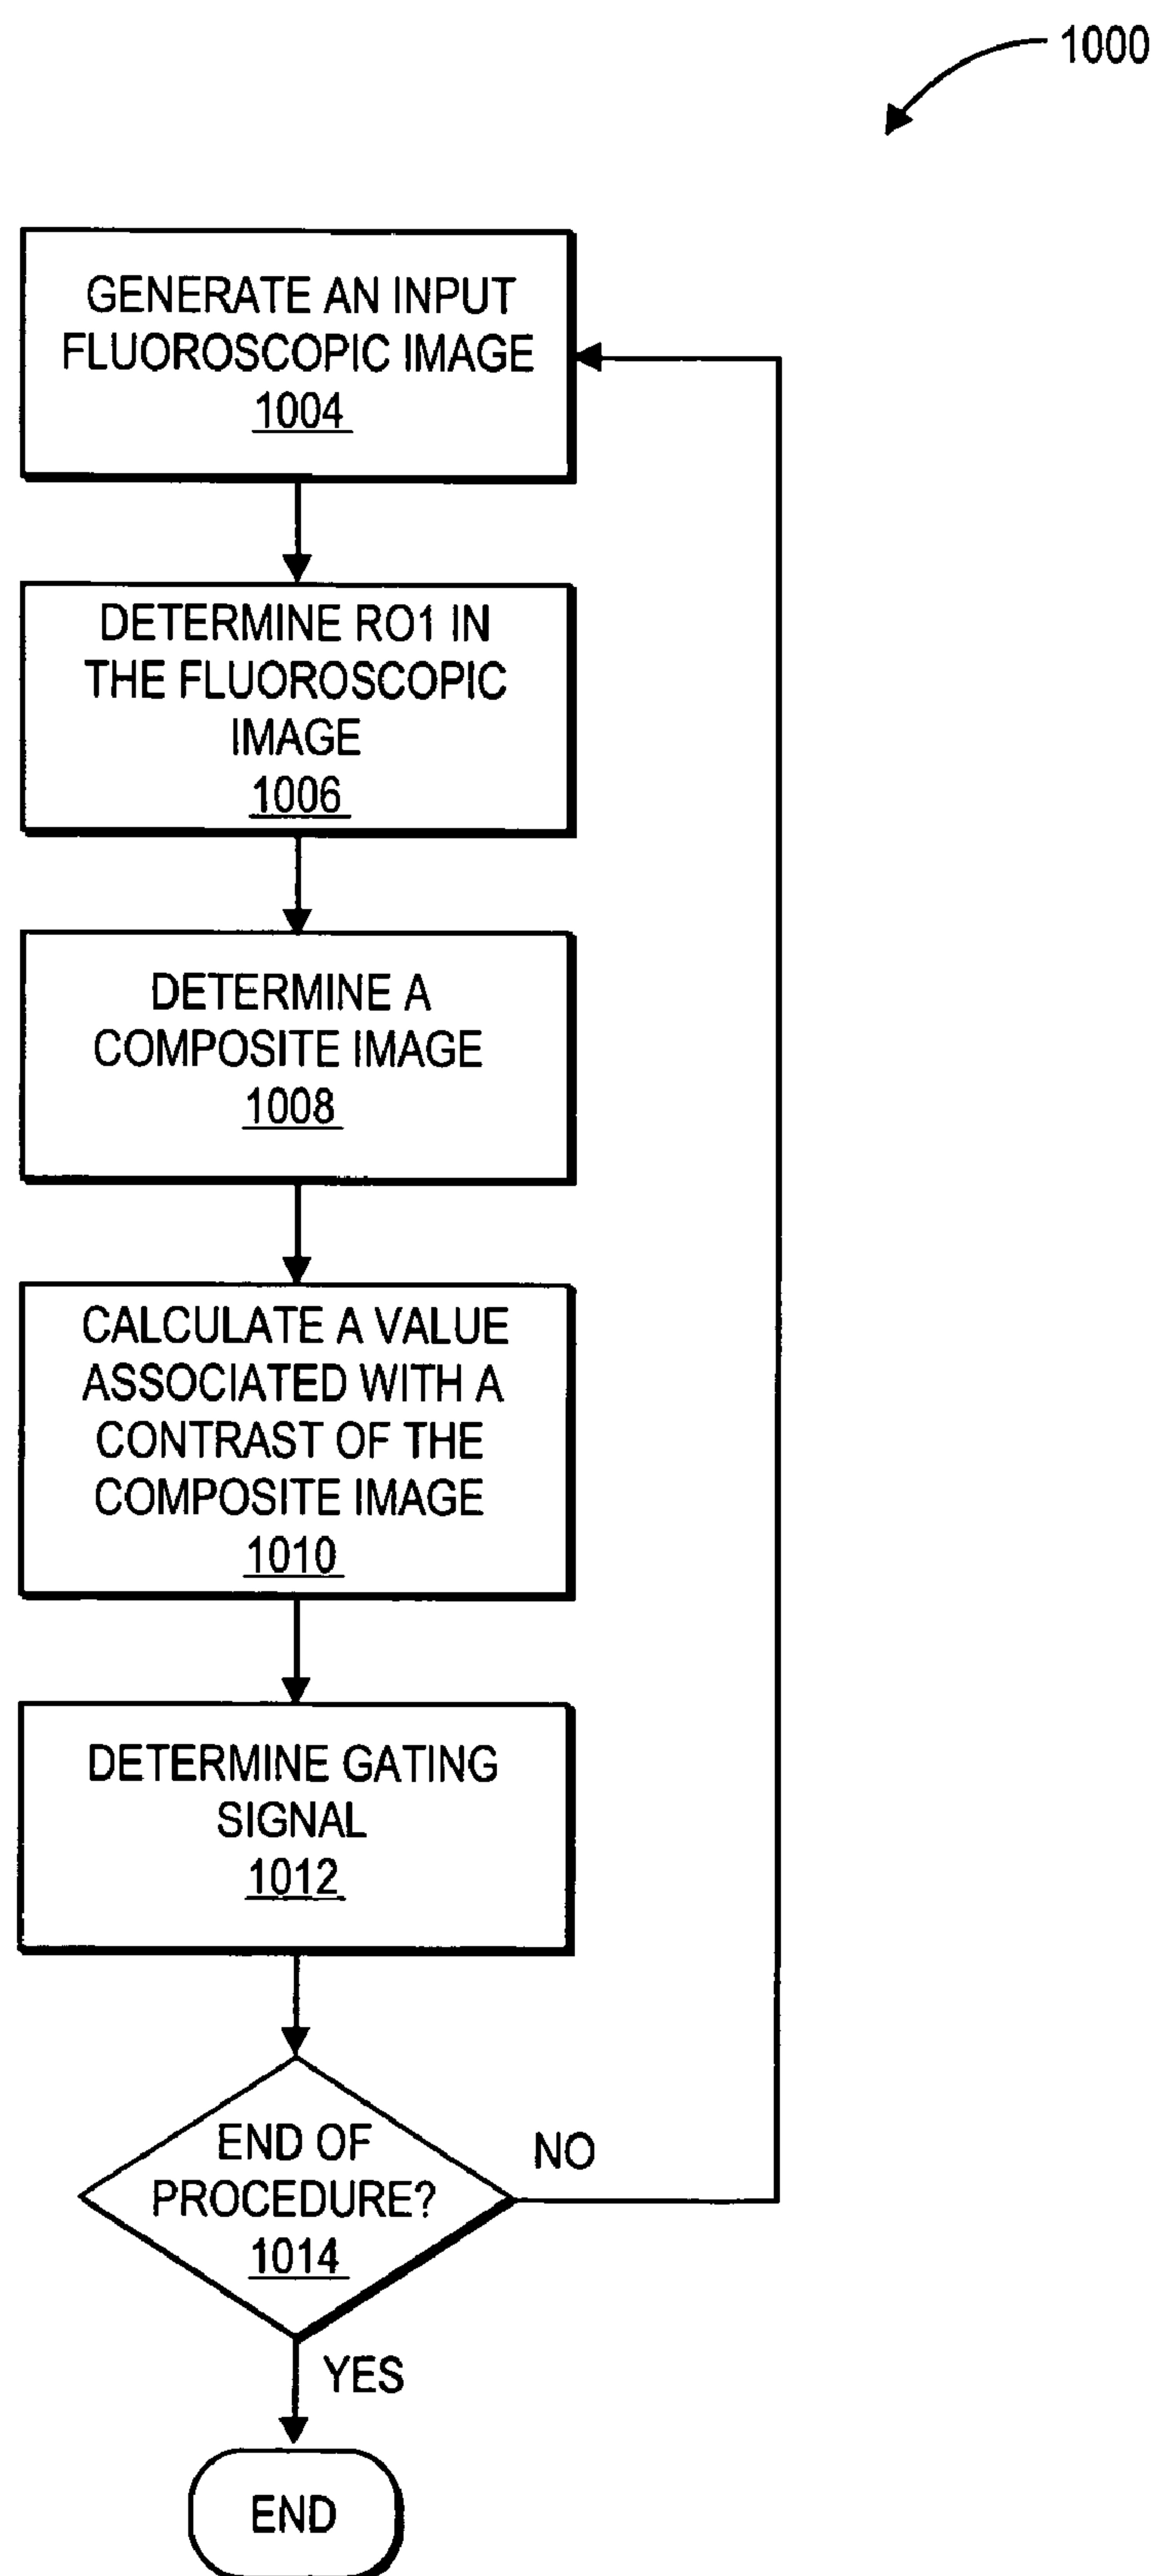 1000
GENERATE AN INPUT
FLUOROSCOPIC IMAGE
1004
DETERMINE RO1 IN
THE FLUOROSCOPIC
IMAGE
1006
DETERMINE A
COMPOSITE IMAGE
1008
CALCULATE A VALUE
ASSOCIATED WITH A
CONTRAST OF THE
COMPOSITE IMAGE
1010
DETERMINE GATING
SIGNAL
1012
END OF
PROCEDURE?
1014
NO
YES
END